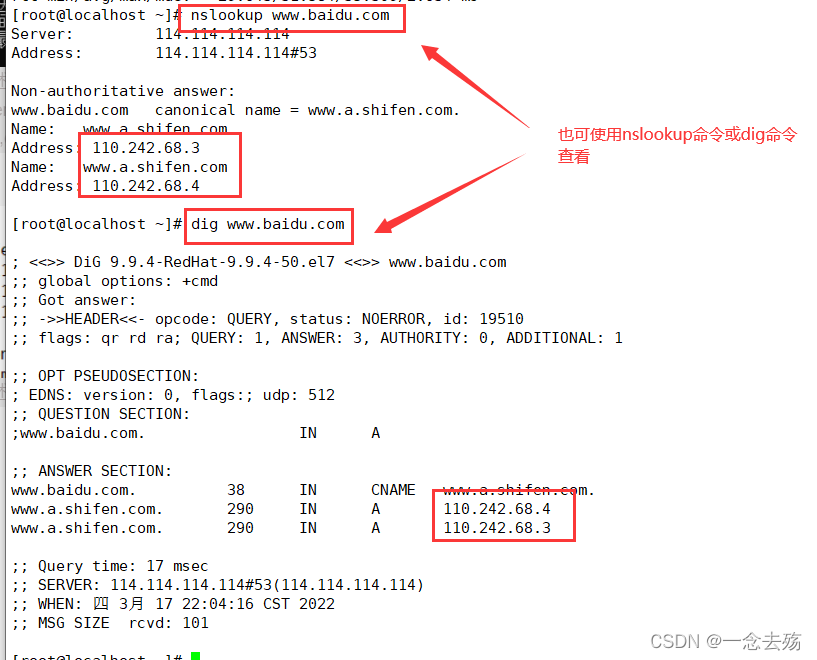 [root@localhost ~]# nslookup www.baidu.com
Server: 114.114.114.114
Address: 114.114.114.114#53
Non-authoritative answer:
www.baidu.com canonical name = www.a.shifen.com.
Name: www.a.shifen.com
Address: 110.242.68.3
Name: www.a.shifen.com
Address: 110.242.68.4
也可使用nslookup命令或dig命令
查看
[root@localhost ~]# dig www.baidu.com
; <<>> DiG 9.9.4-RedHat-9.9.4-50.el7 <<>> www.baidu.com
;; global options: +cmd
;; Got answer:
;; ->>HEADER<<- opcode: QUERY, status: NOERROR, id: 19510
;; flags: qr rd ra; QUERY: 1, ANSWER: 3, AUTHORITY: 0, ADDITIONAL: 1
;; OPT PSEUDOSECTION:
; EDNS: version: 0, flags:; udp: 512
;; QUESTION SECTION:
;www.baidu.com. IN A
;; ANSWER SECTION:
www.baidu.com. 38 IN CNAME www.a.shifen.com.
www.a.shifen.com. 290 IN A 110.242.68.4
www.a.shifen.com. 290 IN A 110.242.68.3
;; Query time: 17 msec
;; SERVER: 114.114.114.114#53(114.114.114.114)
;; WHEN: 四 3月 17 22:04:16 CST 2022
;; MSG SIZE rcvd: 101
[root@localhost ~]#
CSDN @一念去殇